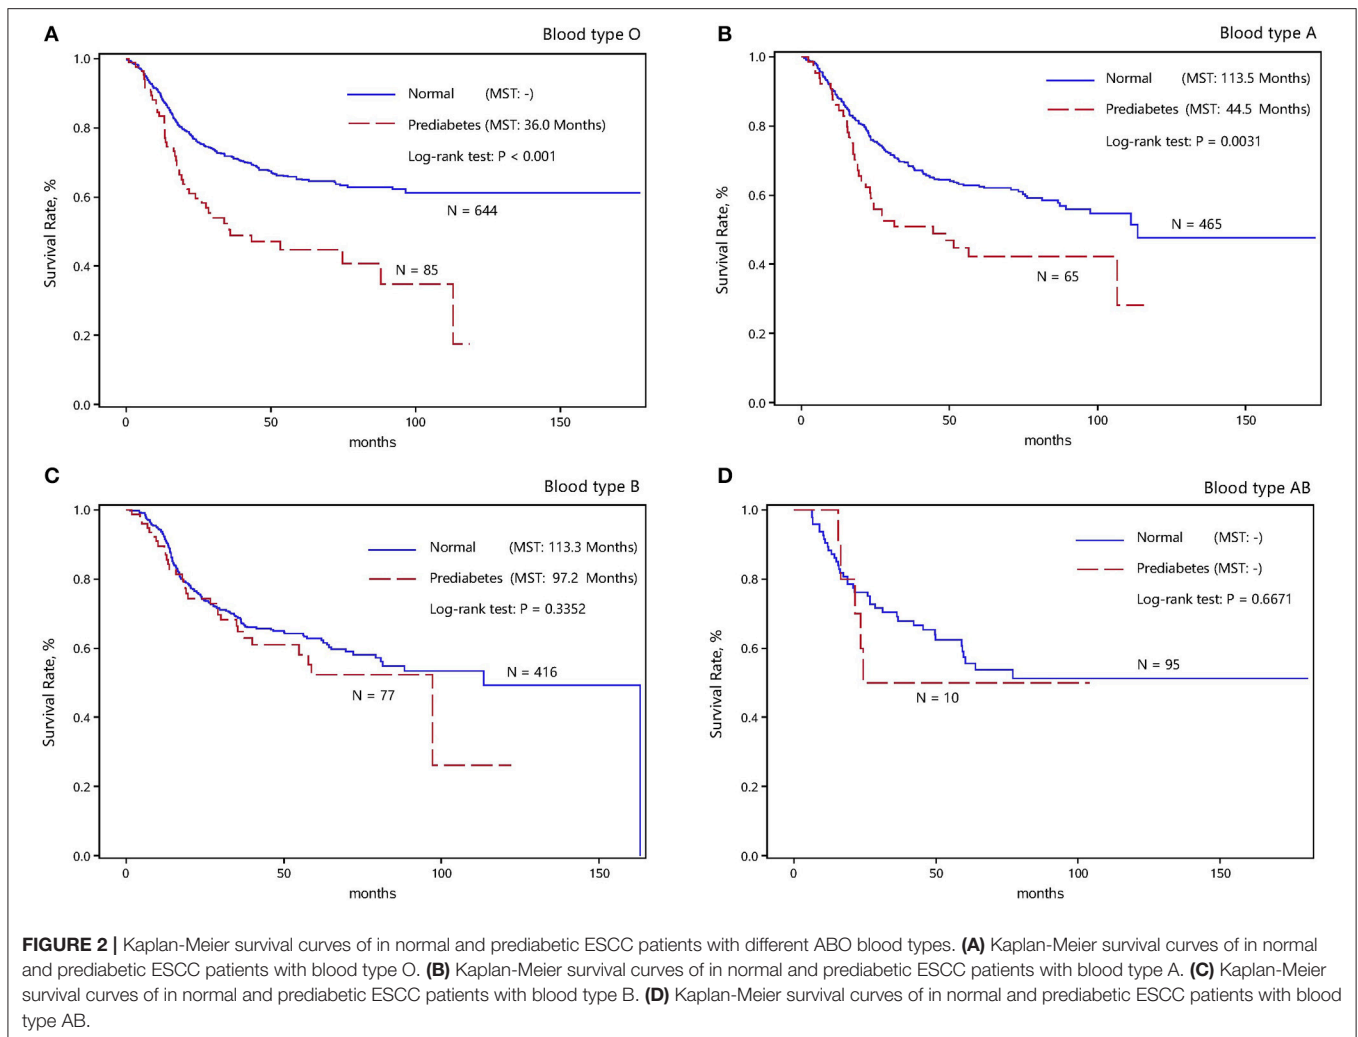 A
Blood type O
1.0
0.8
0.6
0.4
0.2
0.0
Survival Rate, %
Normal (MST: -)
Prediabetes (MST: 36.0 Months)
Log-rank test: P < 0.001
N = 644
N = 85
0 50 100 150
months
B
Blood type A
1.0
0.8
0.6
0.4
0.2
0.0
Survival Rate, %
Normal (MST: 113.5 Months)
Prediabetes (MST: 44.5 Months)
Log-rank test: P = 0.0031
N = 465
N = 65
0 50 100 150
months
C
Blood type B
1.0
0.8
0.6
0.4
0.2
0.0
Survival Rate, %
Normal (MST: 113.3 Months)
Prediabetes (MST: 97.2 Months)
Log-rank test: P = 0.3352
N = 416
N = 77
0 50 100 150
months
D
Blood type AB
1.0
0.8
0.6
0.4
0.2
0.0
Survival Rate, %
Normal (MST: -)
Prediabetes (MST: -)
Log-rank test: P = 0.6671
N = 95
N = 10
0 50 100 150
months
FIGURE 2 | Kaplan-Meier survival curves of in normal and prediabetic ESCC patients with different ABO blood types. (A) Kaplan-Meier survival curves of in normal
and prediabetic ESCC patients with blood type O. (B) Kaplan-Meier survival curves of in normal and prediabetic ESCC patients with blood type A. (C) Kaplan-Meier
survival curves of in normal and prediabetic ESCC patients with blood type B. (D) Kaplan-Meier survival curves of in normal and prediabetic ESCC patients with blood
type AB.